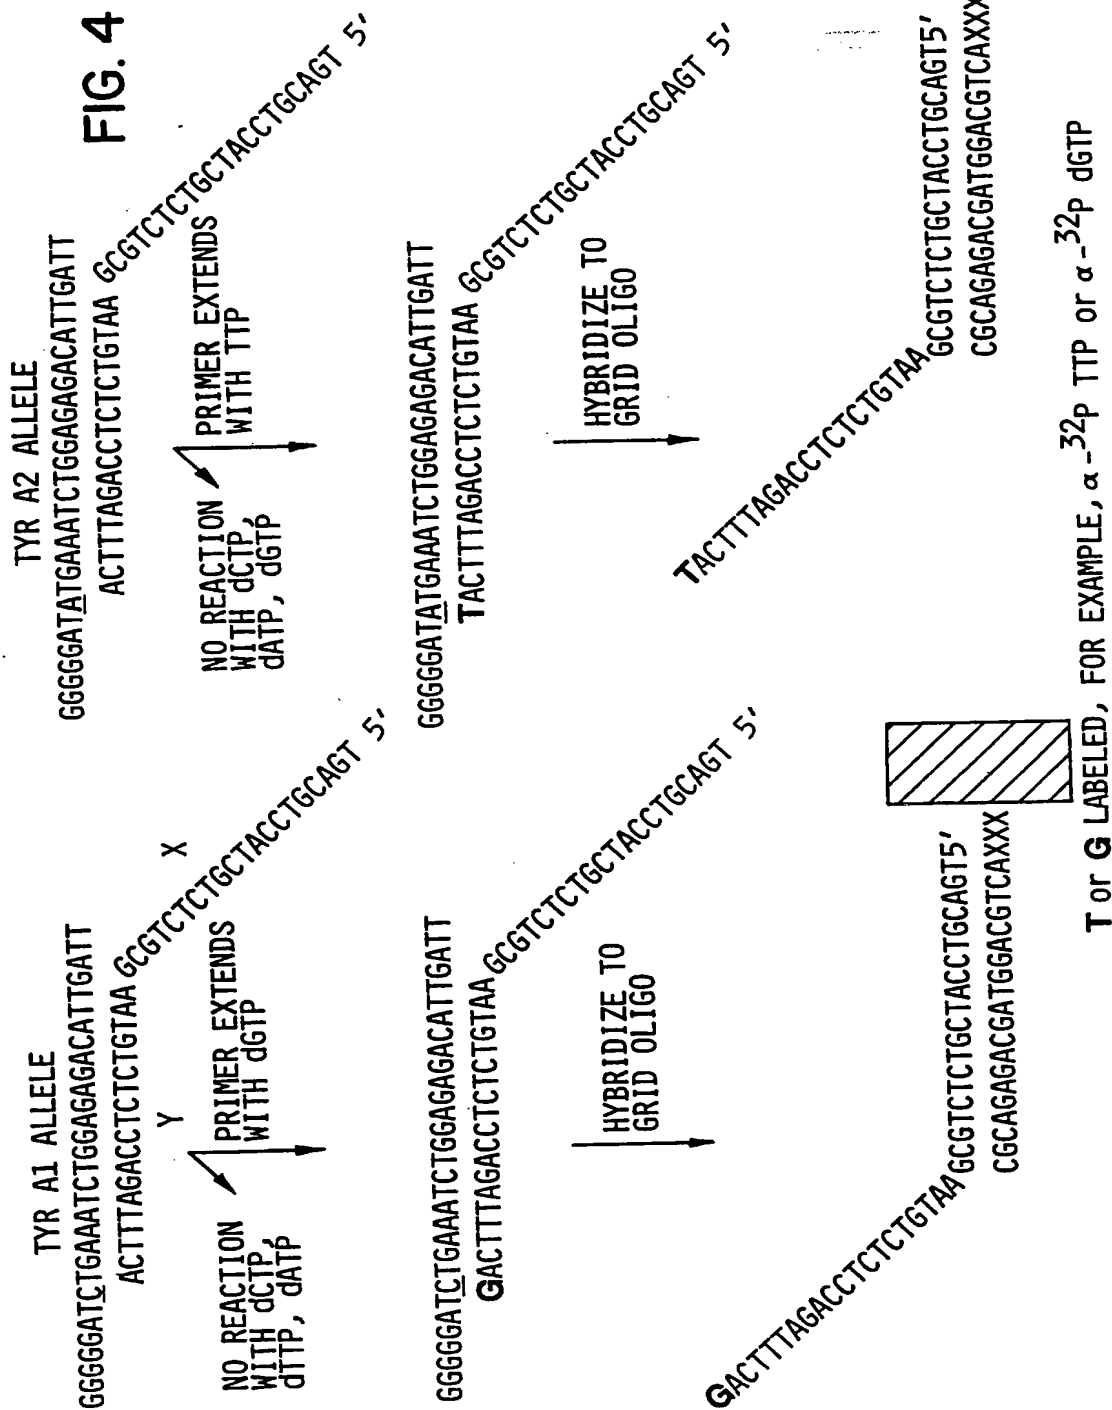 FIG. 4
TYR A1 ALLELE
GGGGGATCTGAAATCTGGAGAGACATTGATT
ACTTTAGACCTCTCTGTAA GCGTCTCTGCTACCTGCAGT 5'
Y
X
NO REACTION
WITH dCTP,
dTTP, dATP
PRIMER EXTENDS
WITH dGTP
GGGGGATCTGAAATCTGGAGAGACATTGATT
GACTTTAGACCTCTCTGTAA GCGTCTCTGCTACCTGCAGT 5'
HYBRIDIZE TO
GRID OLIGO
GACTTTAGACCTCTCTGTAA GCGTCTCTGCTACCTGCAGT5'
CGCAGAGACGATGGACGTCAXXX
TYR A2 ALLELE
GGGGGATATGAAATCTGGAGAGACATTGATT
ACTTTAGACCTCTCTGTAA GCGTCTCTGCTACCTGCAGT 5'
NO REACTION
WITH dCTP,
dATP, dGTP
PRIMER EXTENDS
WITH TTP
GGGGGATATGAAATCTGGAGAGACATTGATT
TACTTTAGACCTCTCTGTAA GCGTCTCTGCTACCTGCAGT 5'
HYBRIDIZE TO
GRID OLIGO
TACTTTAGACCTCTCTGTAA GCGTCTCTGCTACCTGCAGT5'
CGCAGAGACGATGGACGTCAXXX
T or G LABELED, FOR EXAMPLE, α-³²P TTP or α-³²P dGTP